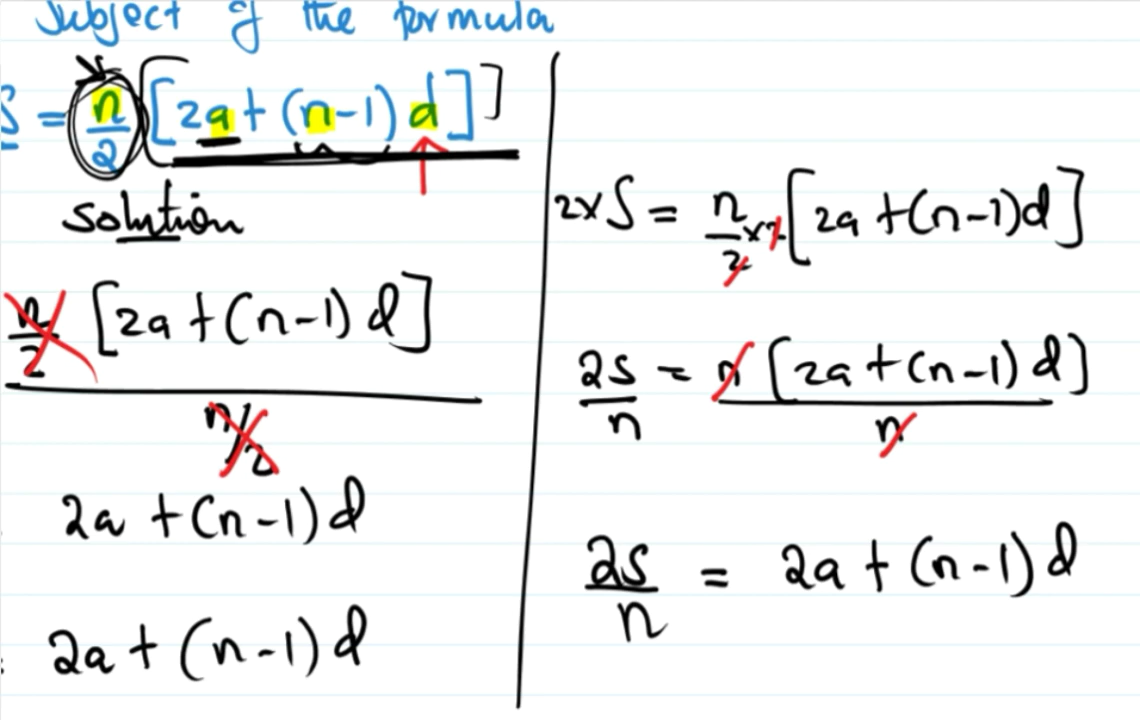 Subject of the formula
S = n/2 [[2a + (n-1) d]]
Solution
n/2 [2a + (n-1) d]
n/2
2a + (n-1) d
= 2a + (n-1) d
2 x S = n/2 x 2 [2a + (n-1) d]
2s/n = n [2a + (n-1) d] / n
2s/n = 2a + (n-1) d